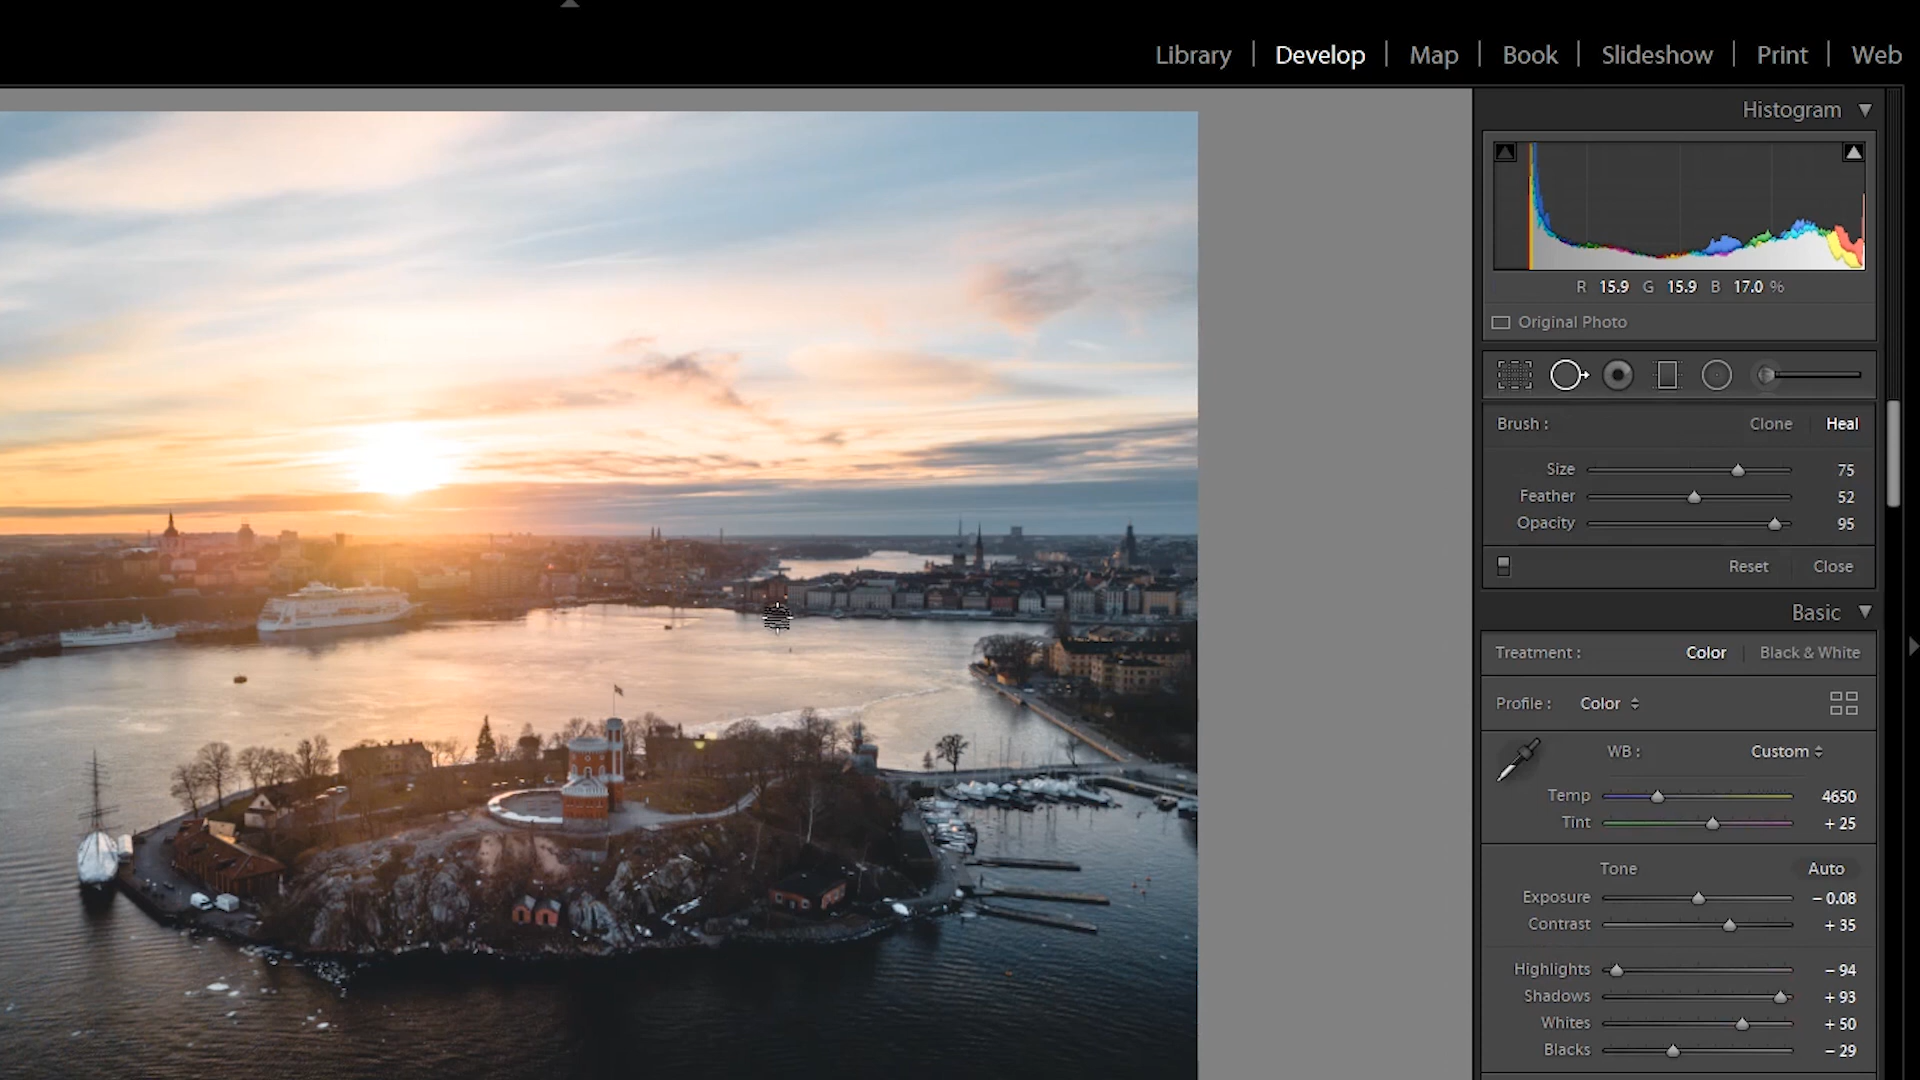 Library | Develop | Map | Book | Slideshow | Print | Web
Histogram
R 15.9 G 15.9 B 17.0 %
Original Photo
Brush : Clone Heal
Size 75
Feather 52
Opacity 95
Reset Close
Basic
Treatment : Color Black & White
Profile : Color
WB : Custom
Temp 4650
Tint + 25
Tone Auto
Exposure – 0.08
Contrast + 35
Highlights – 94
Shadows + 93
Whites + 50
Blacks – 29